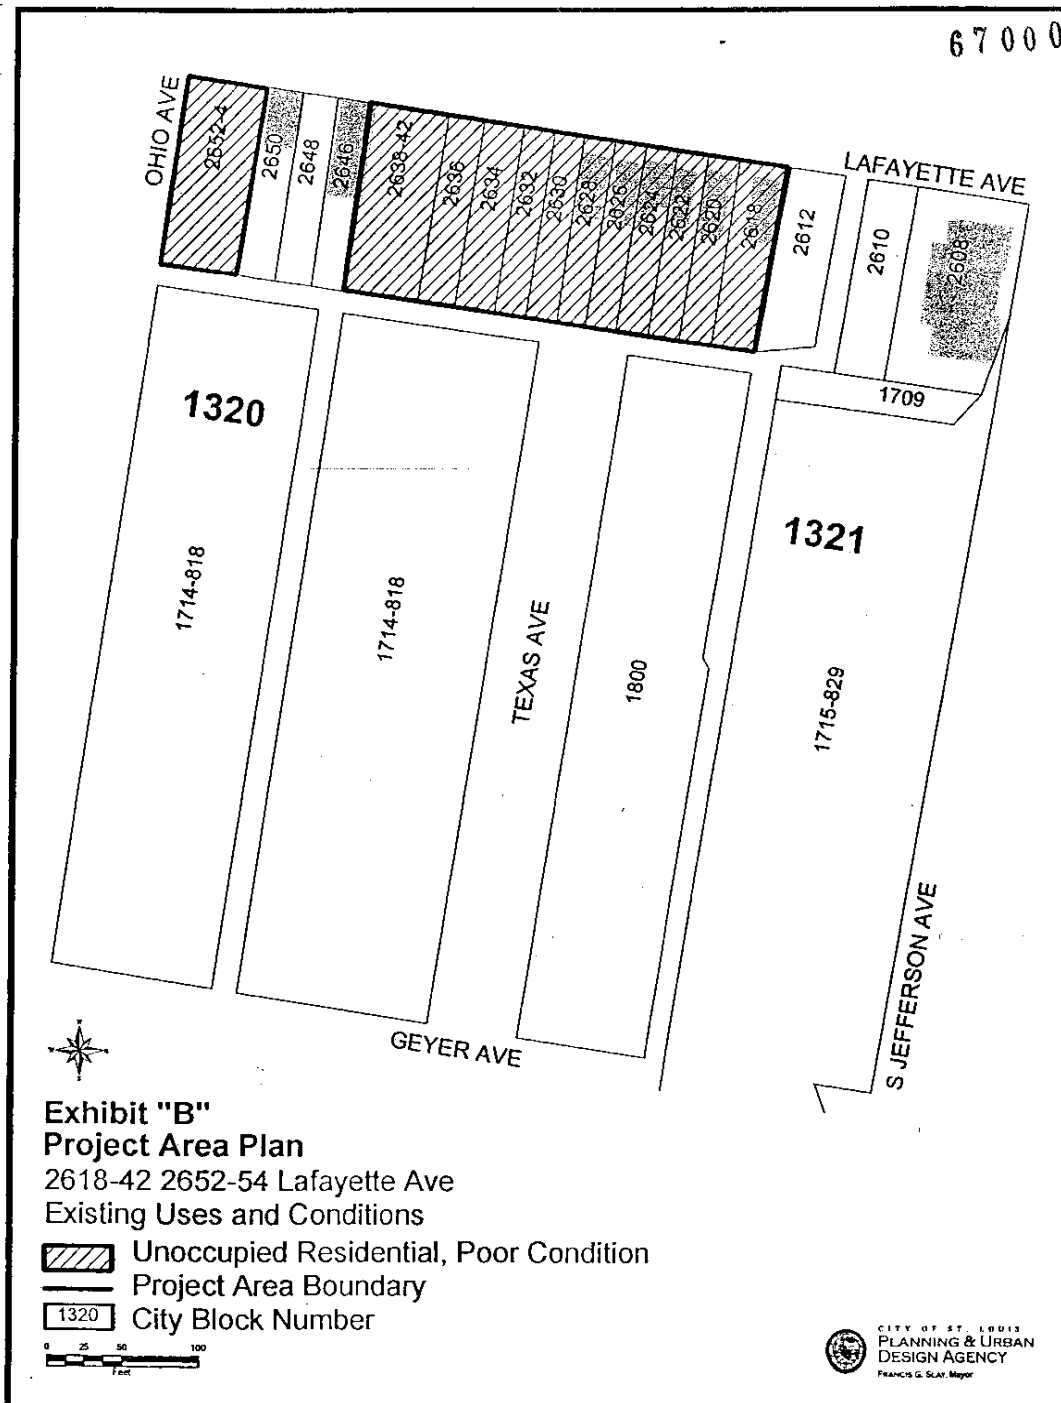 67000
OHIO AVE
2652-4
2650
2648
2646
2638-42
2636
2634
2632
2630
2628
2626
2624
2622
2620
2618
2612
LAFAYETTE AVE
2610
2608
1709
1320
1321
1714-818
1714-818
TEXAS AVE
1800
1715-829
S JEFFERSON AVE
GEYER AVE
Exhibit "B"
Project Area Plan
2618-42 2652-54 Lafayette Ave
Existing Uses and Conditions
Unoccupied Residential, Poor Condition
Project Area Boundary
1320 City Block Number
0 25 50 100
Feet
CITY OF ST. LOUIS
PLANNING & URBAN
DESIGN AGENCY
FRANCIS G. SLAY, Mayor